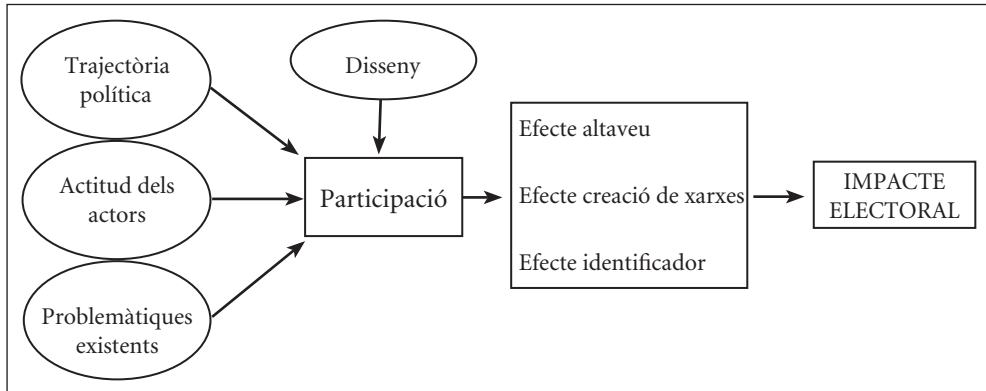 Trajectòria
política
Disseny
Actitud dels
actors
Problemàtiques
existents
Participació
Efecte altaveu
Efecte creació de xarxes
Efecte identificador
IMPACTE
ELECTORAL